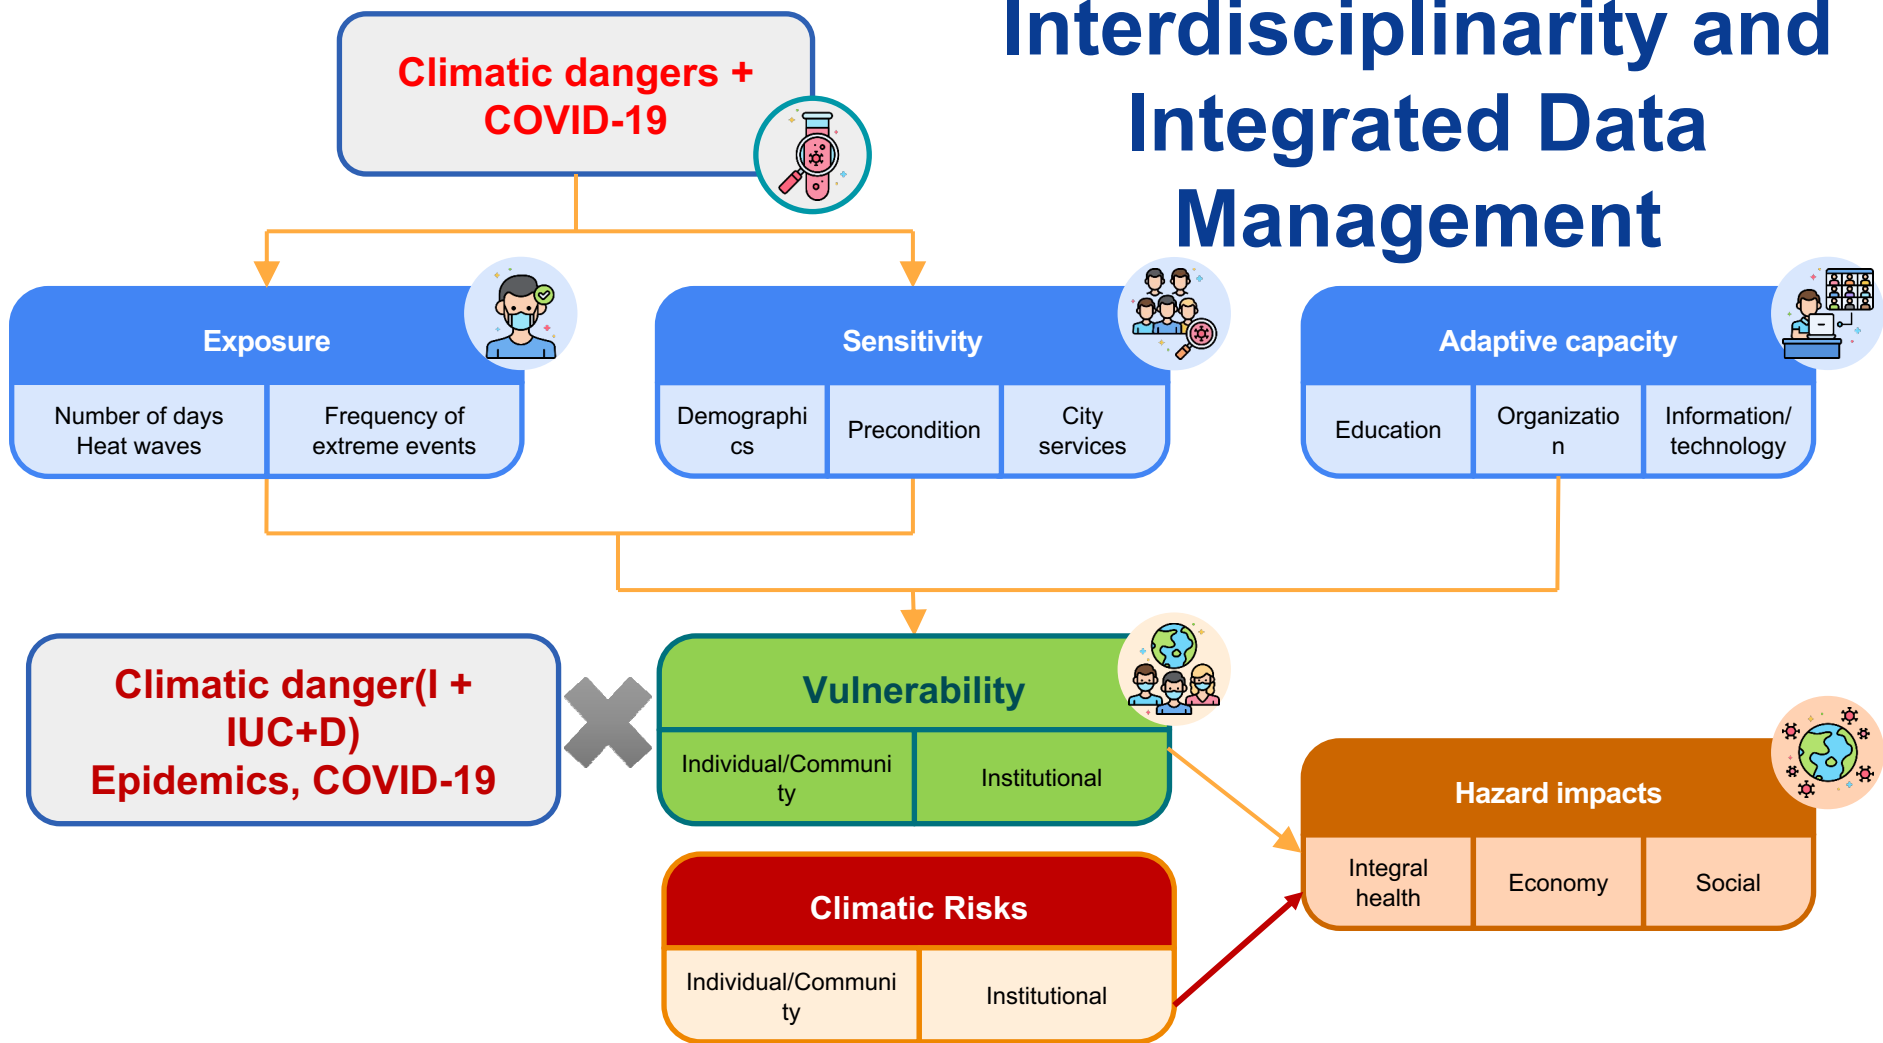 Interdisciplinarity and
Integrated Data
Management
Climatic dangers +
COVID-19
Exposure
Number of days
Heat waves
Frequency of
extreme events
Sensitivity
Demographi
cs
Precondition
City
services
Adaptive capacity
Education
Organizatio
n
Information/
technology
Climatic danger(I +
IUC+D)
Epidemics, COVID-19
Vulnerability
Individual/Communi
ty
Institutional
Hazard impacts
Integral
health
Economy
Social
Climatic Risks
Individual/Communi
ty
Institutional